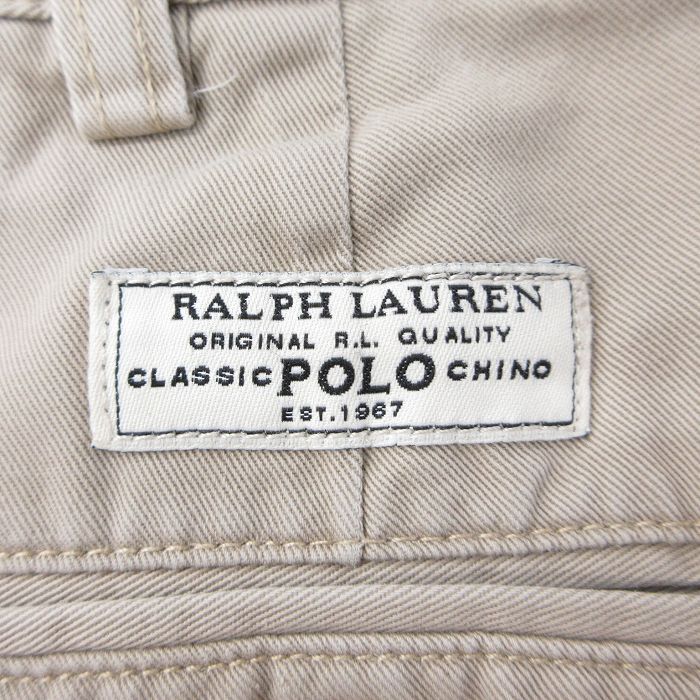 RALPH LAUREN
ORIGINAL R.L. QUALITY
CLASSIC POLO CHINO
EST. 1967